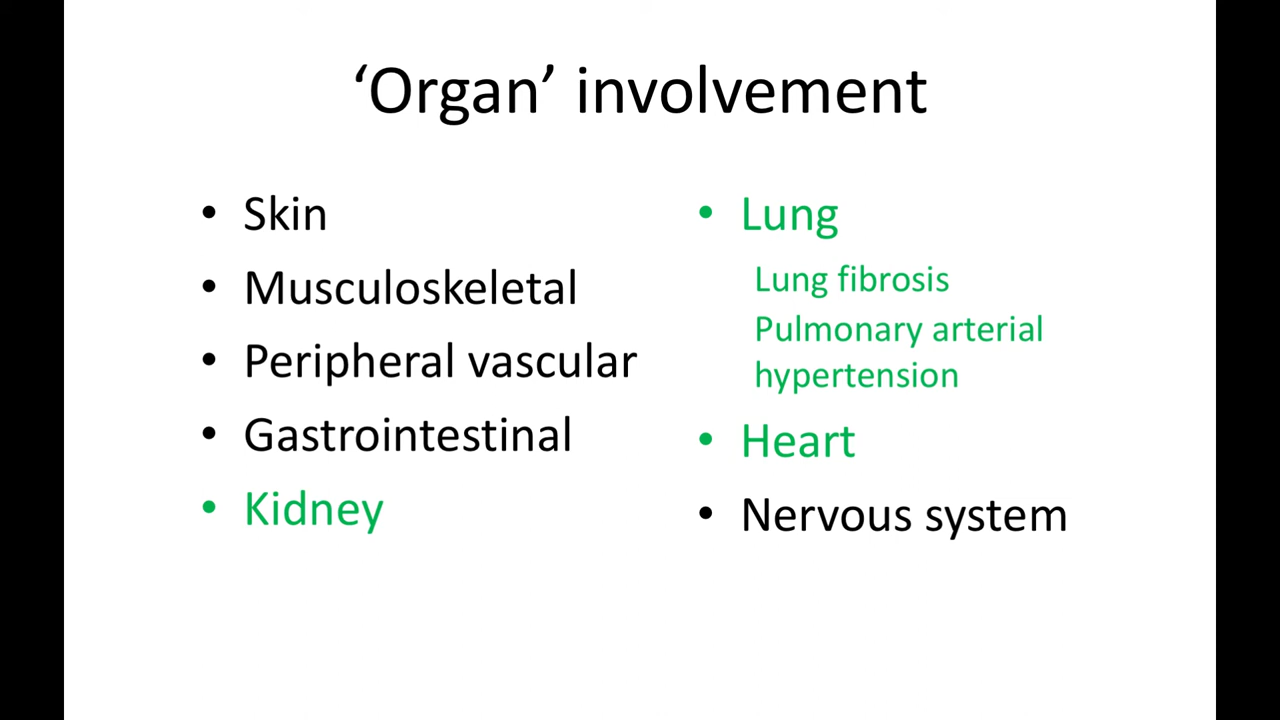 ‘Organ’ involvement
• Skin
• Musculoskeletal
• Peripheral vascular
• Gastrointestinal
• Kidney
• Lung
Lung fibrosis
Pulmonary arterial
hypertension
• Heart
• Nervous system